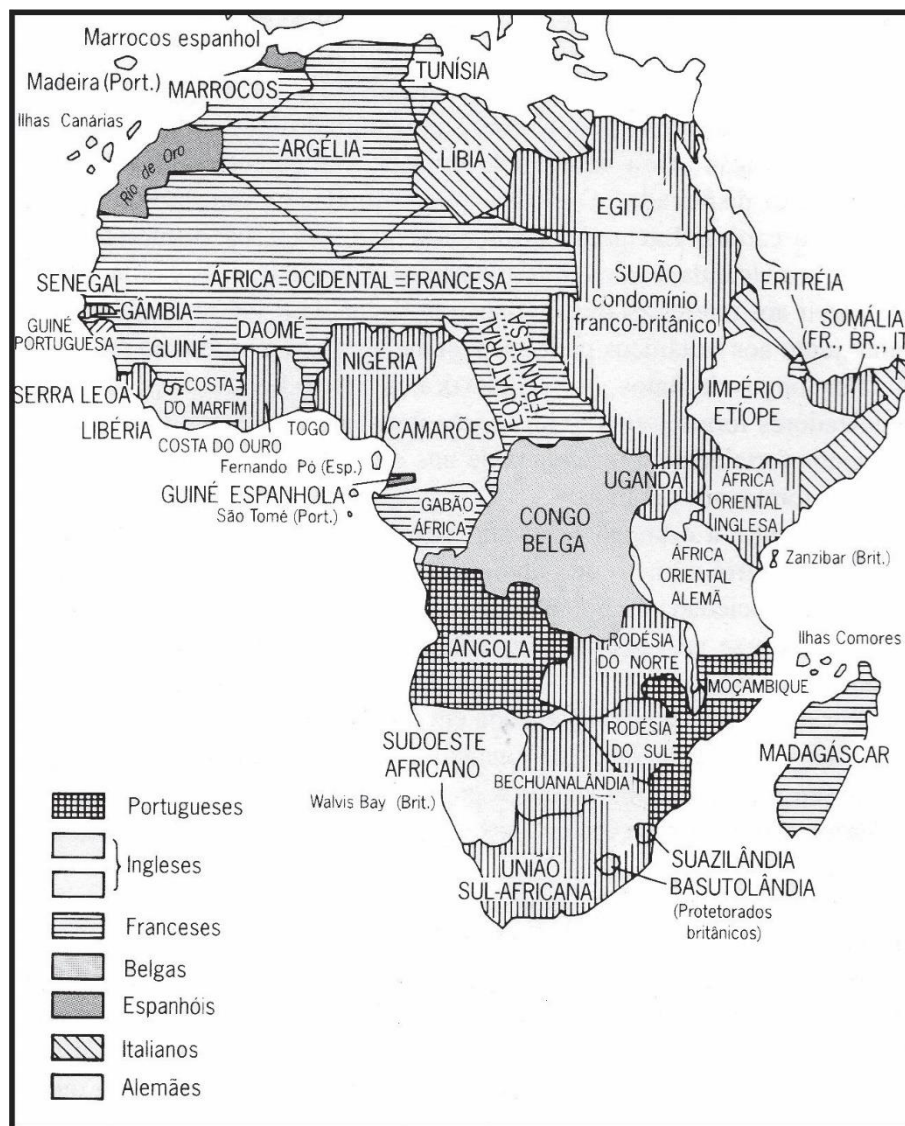 Marrocos espanhol
Madeira (Port.)
MARROCOS
TUNÍSIA
Ilhas Canárias
ARGÉLIA
LÍBIA
Rio de Oro
EGITO
SENEGAL
ÁFRICA OCIDENTAL FRANCESA
SUDÃO
condomínio
franco-britânico
ERITRÉIA
GÂMBIA
GUINÉ
PORTUGUESA
DAOMÉ
SOMÁLIA
(FR., BR., IT.)
GUINÉ
NIGÉRIA
EQUATORIAL
FRANCESA
SERRA LEOA
COSTA
DO MARFIM
IMPÉRIO
ETÍOPE
LIBÉRIA
TOGO
CAMARÕES
COSTA DO OURO
Fernando Pó (Esp.)
UGANDA
ÁFRICA
ORIENTAL
INGLESA
GUINÉ ESPANHOLA
São Tomé (Port.)
GABÃO
ÁFRICA
CONGO
BELGA
ÁFRICA
ORIENTAL
ALEMÃ
Zanzibar (Brit.)
ANGOLA
RODÉSIA
DO NORTE
Ilhas Comores
MOÇAMBIQUE
SUDOESTE
AFRICANO
RODÉSIA
DO SUL
MADAGÁSCAR
BECHUANALÂNDIA
Walvis Bay (Brit.)
UNIÃO
SUL-AFRICANA
SUAZILÂNDIA
BASUTOLÂNDIA
(Protetorados
britânicos)
Portugueses
Ingleses
Franceses
Belgas
Espanhóis
Italianos
Alemães